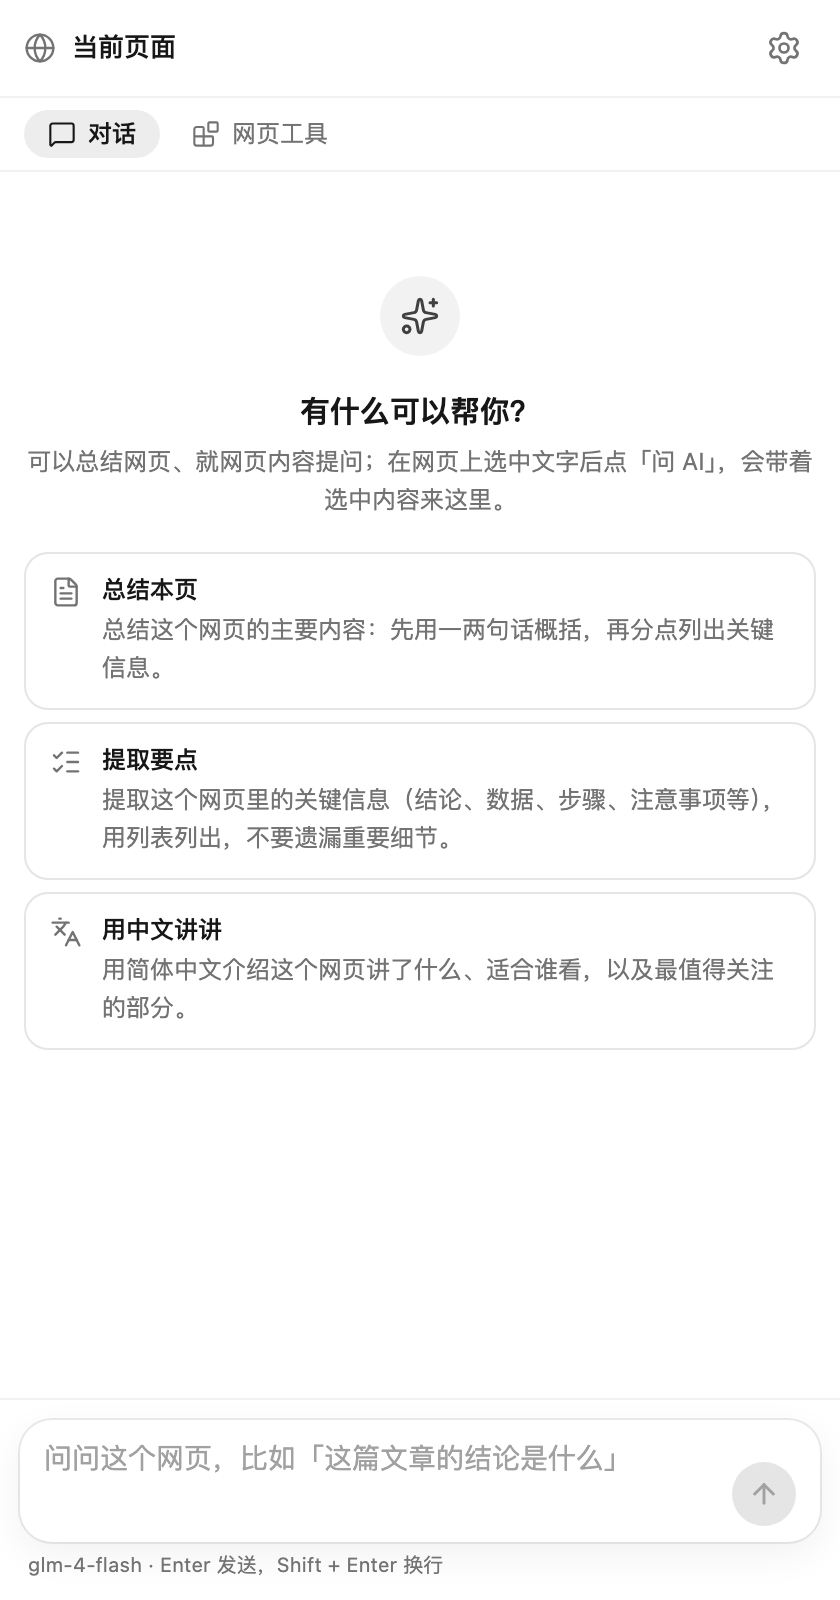 当前页面
对话
网页工具
有什么可以帮你?
可以总结网页、就网页内容提问；在网页上选中文字后点「问 AI」，会带着
选中内容来这里。
总结本页
总结这个网页的主要内容：先用一两句话概括，再分点列出关键
信息。
提取要点
提取这个网页里的关键信息（结论、数据、步骤、注意事项等），
用列表列出，不要遗漏重要细节。
用中文讲讲
用简体中文介绍这个网页讲了什么、适合谁看，以及最值得关注
的部分。
问问这个网页，比如「这篇文章的结论是什么」
glm-4-flash · Enter 发送，Shift + Enter 换行